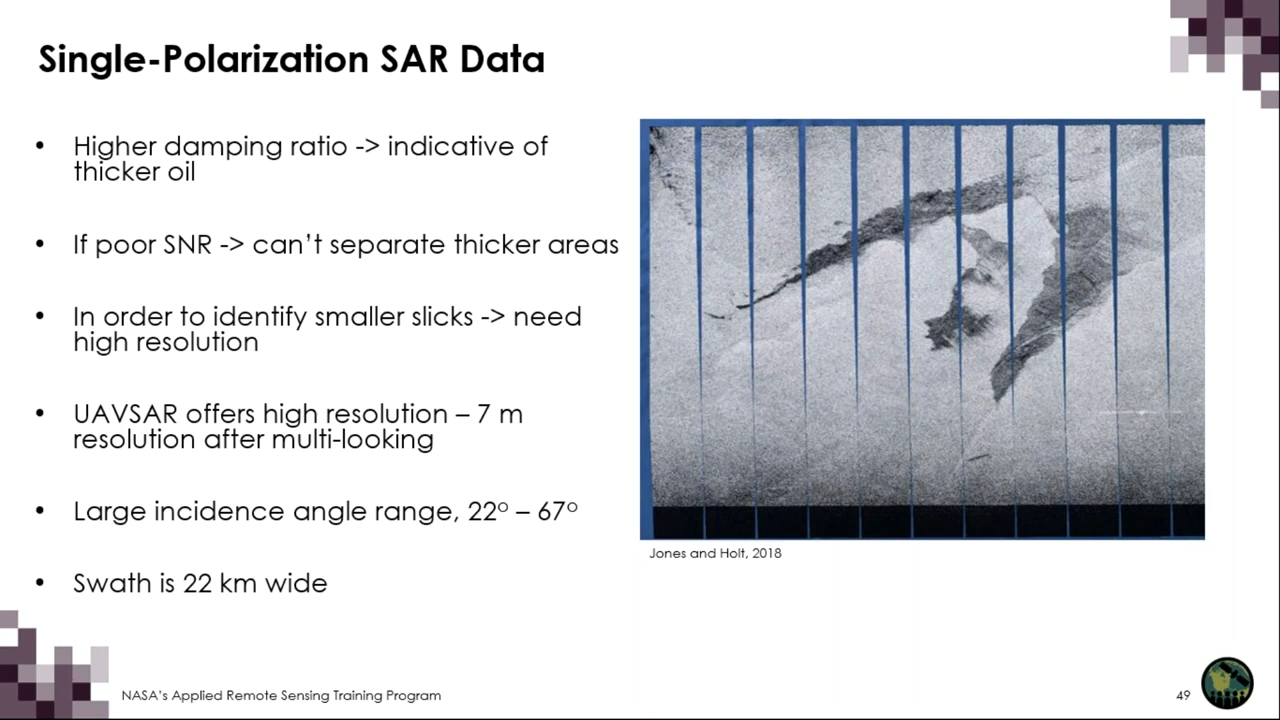 Single-Polarization SAR Data
• Higher damping ratio -> indicative of
thicker oil
• If poor SNR -> can’t separate thicker areas
• In order to identify smaller slicks -> need
high resolution
• UAVSAR offers high resolution – 7 m
resolution after multi-looking
• Large incidence angle range, 22° – 67°
• Swath is 22 km wide
Jones and Holt, 2018
NASA’s Applied Remote Sensing Training Program
49